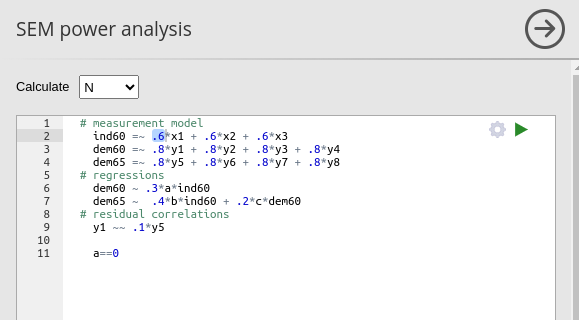 SEM power analysis
Calculate N
1 # measurement model
2 ind60 =~ .6*x1 + .6*x2 + .6*x3
3 dem60 =~ .8*y1 + .8*y2 + .8*y3 + .8*y4
4 dem65 =~ .8*y5 + .8*y6 + .8*y7 + .8*y8
5 # regressions
6 dem60 ~ .3*a*ind60
7 dem65 ~  .4*b*ind60 + .2*c*dem60
8 # residual correlations
9 y1 ~~ .1*y5
10
11 a==0